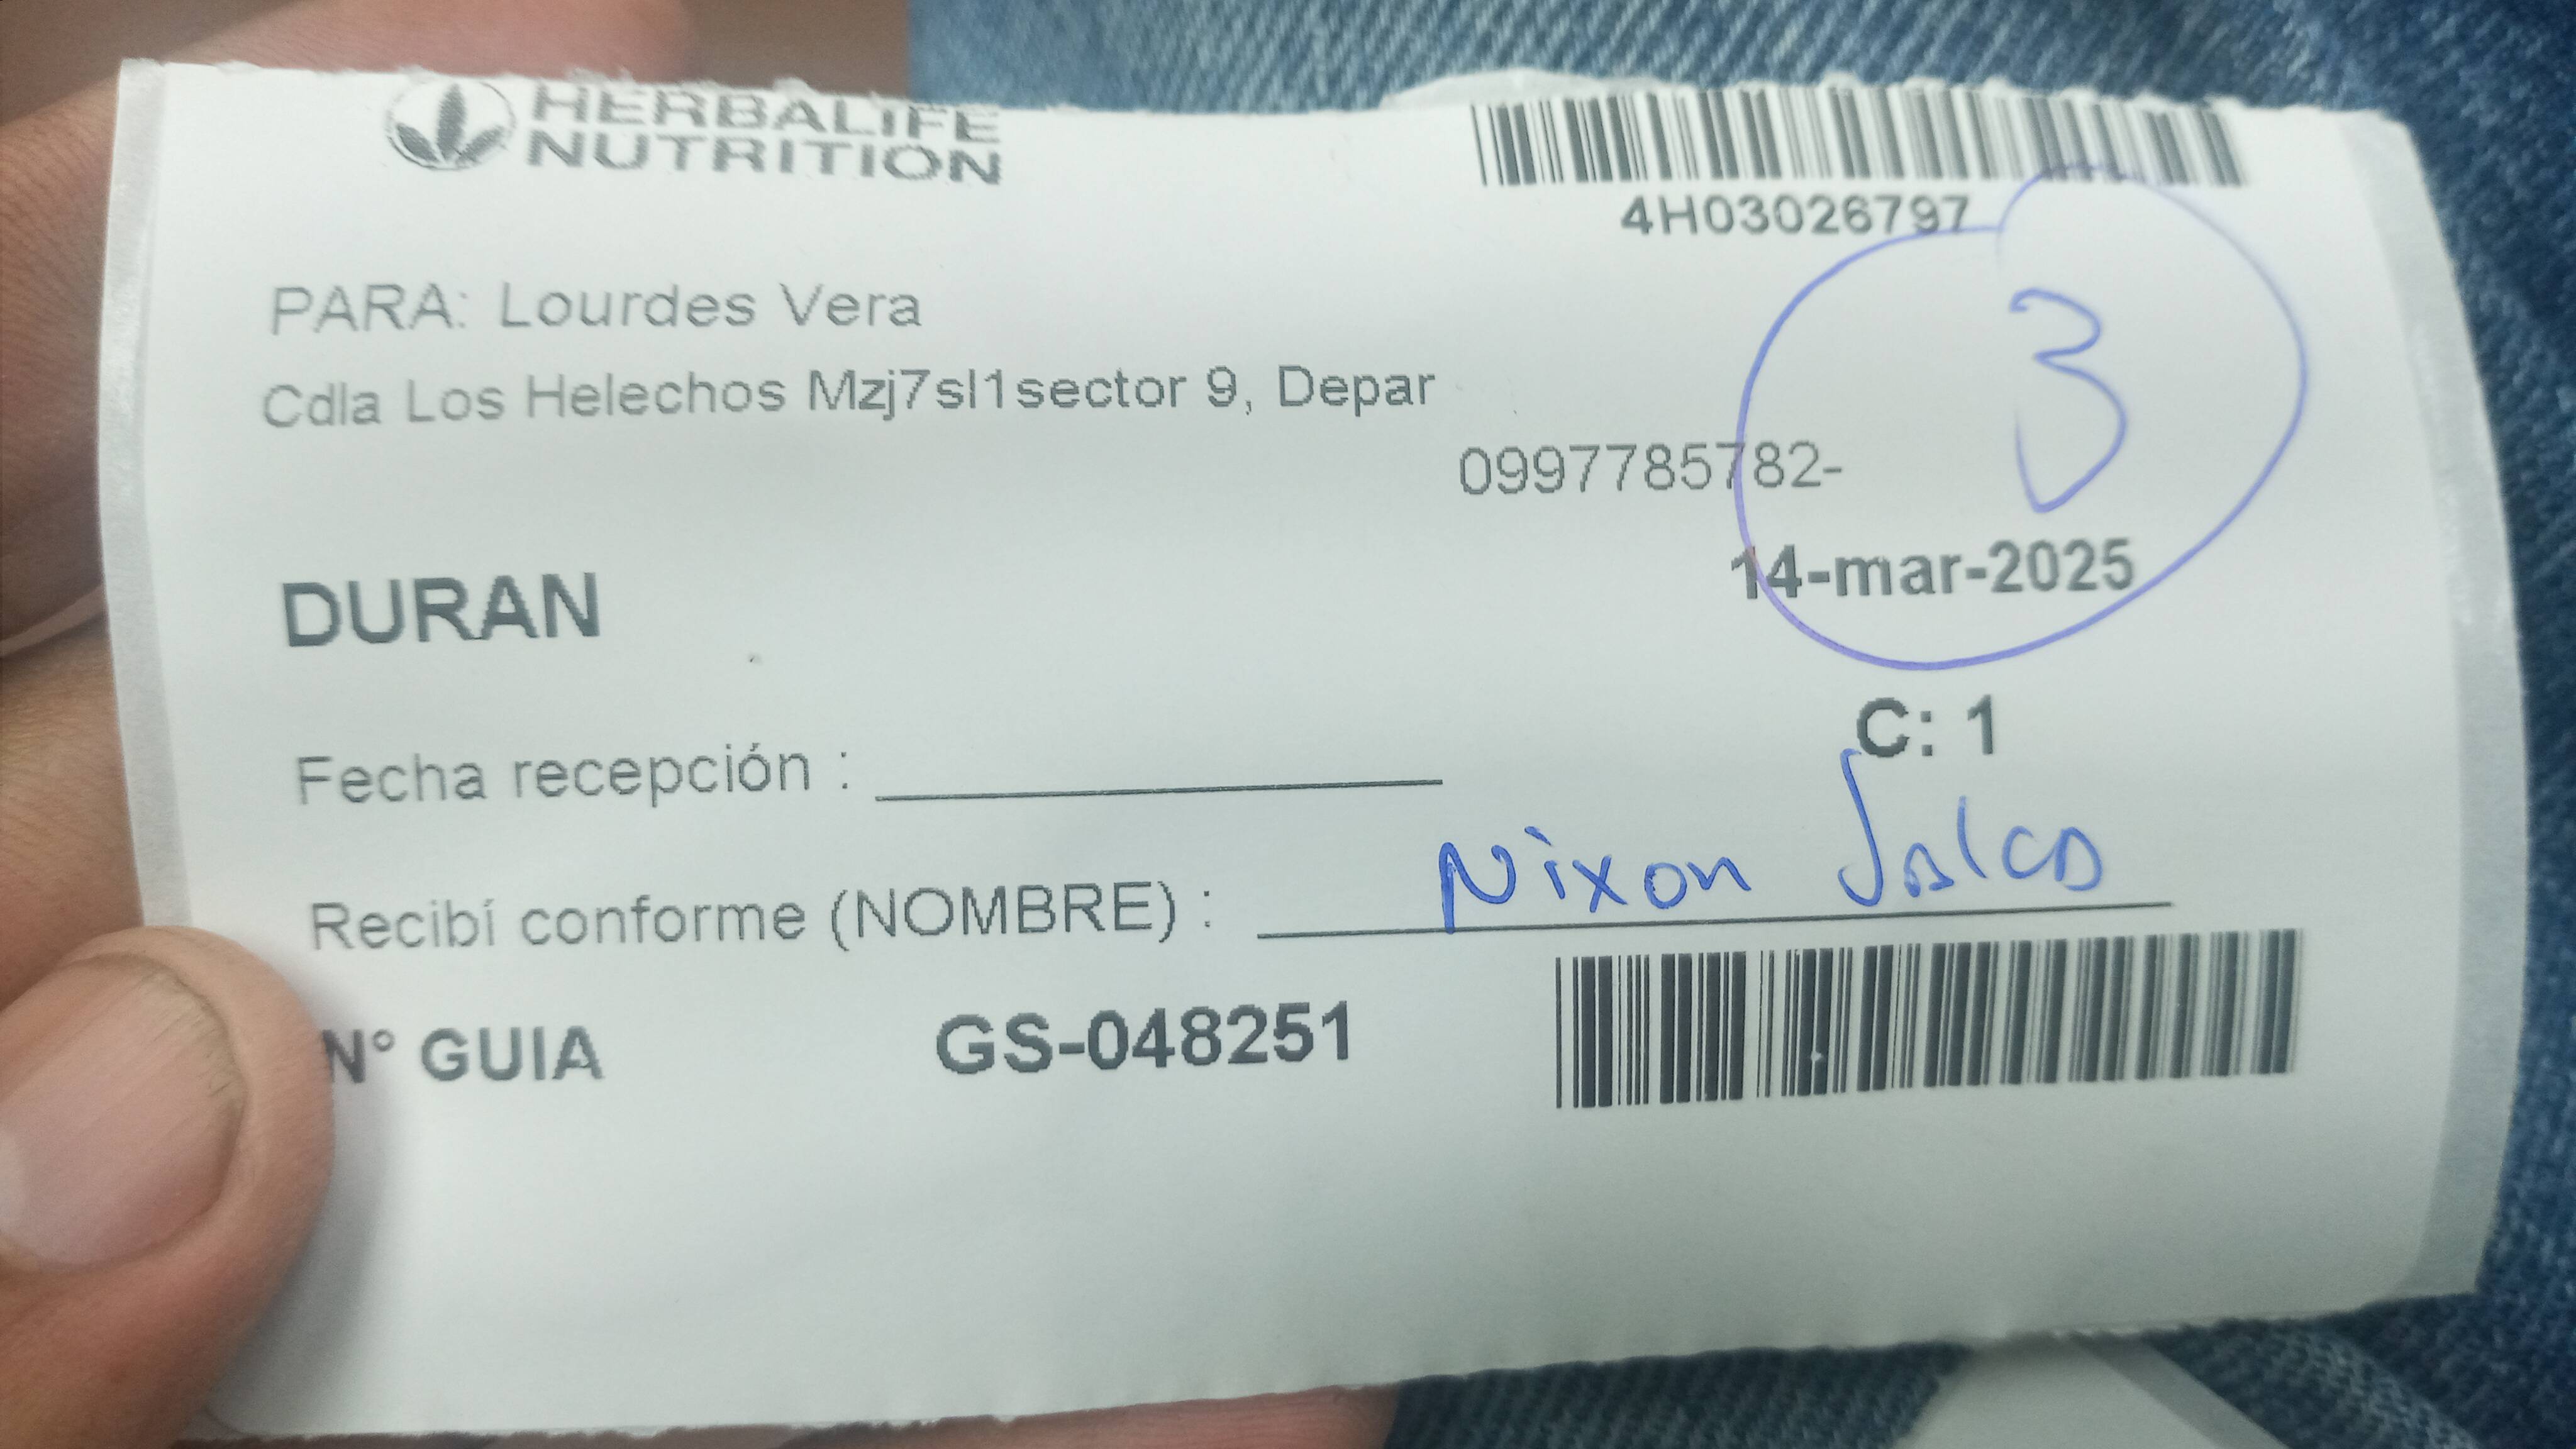 HERBALIFE
NUTRITION
4H03026797
PARA: Lourdes Vera
Cdla Los Helechos Mzj7sl1sector 9, Depar
3
0997785782-
DURAN
14-mar-2025
C: 1
Fecha recepción :
Recibí conforme (NOMBRE) : Nixon
N° GUIA GS-048251